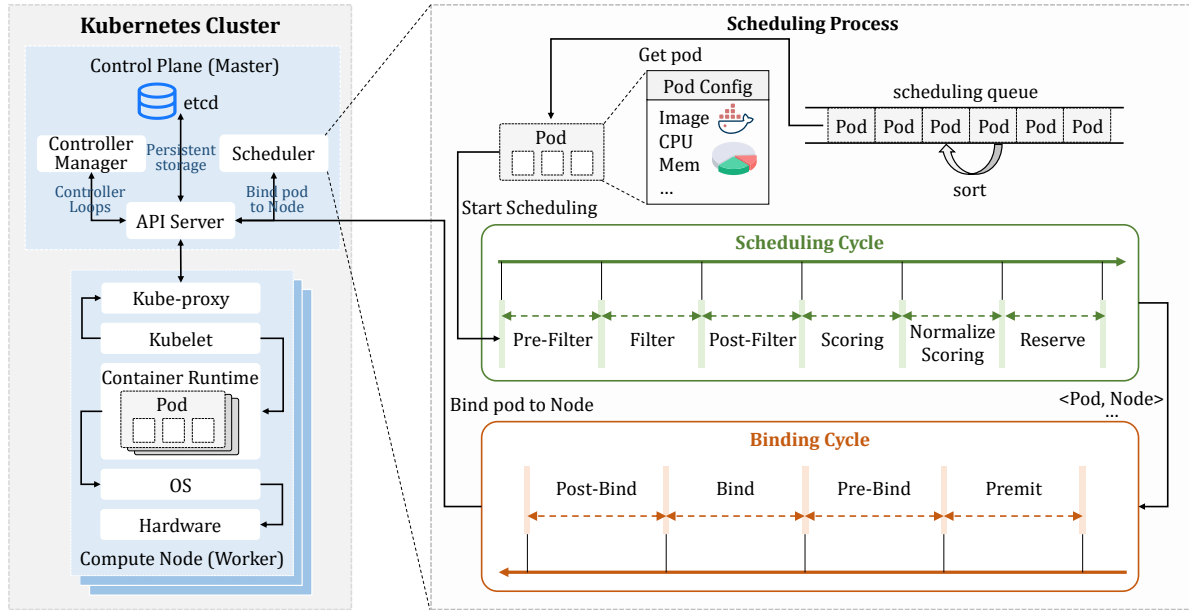 Kubernetes Cluster
Control Plane (Master)
etcd
Controller
Manager
Persistent
storage
Scheduler
Controller
Loops
Bind pod
to Node
API Server
Kube-proxy
Kubelet
Container Runtime
Pod
OS
Hardware
Compute Node (Worker)
Scheduling Process
Get pod
Pod Config
Image
CPU
Mem
...
Pod
scheduling queue
Pod Pod Pod Pod Pod Pod
sort
Start Scheduling
Scheduling Cycle
Pre-Filter
Filter
Post-Filter
Scoring
Normalize
Scoring
Reserve
<Pod, Node>
...
Bind pod to Node
Binding Cycle
Post-Bind
Bind
Pre-Bind
Premit